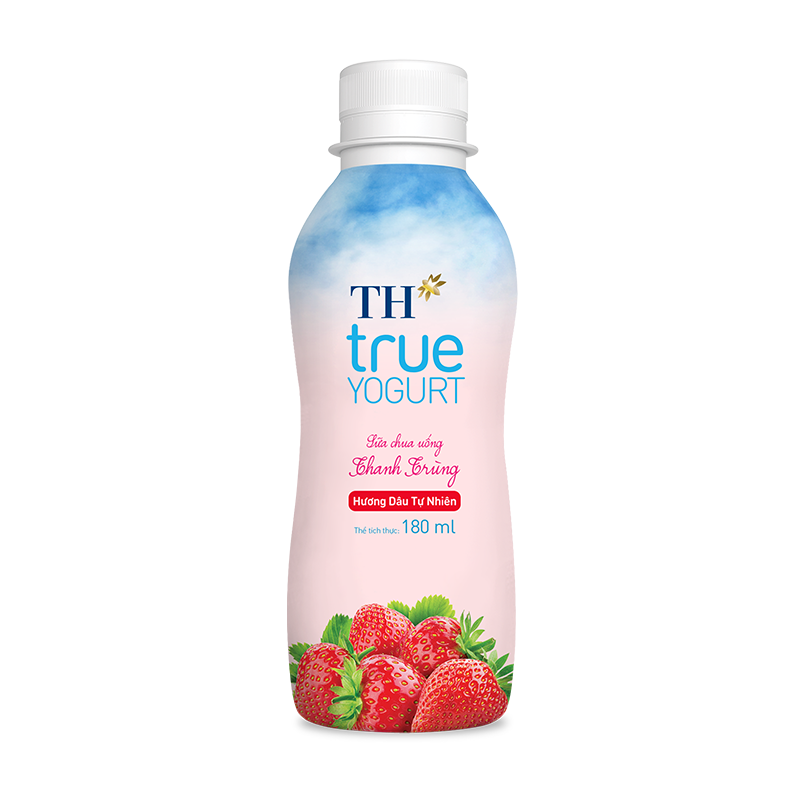 TH
true
YOGURT
Sữa chua uống
Thanh Trùng
Hương Dâu Tự Nhiên
Thể tích thực: 180 ml